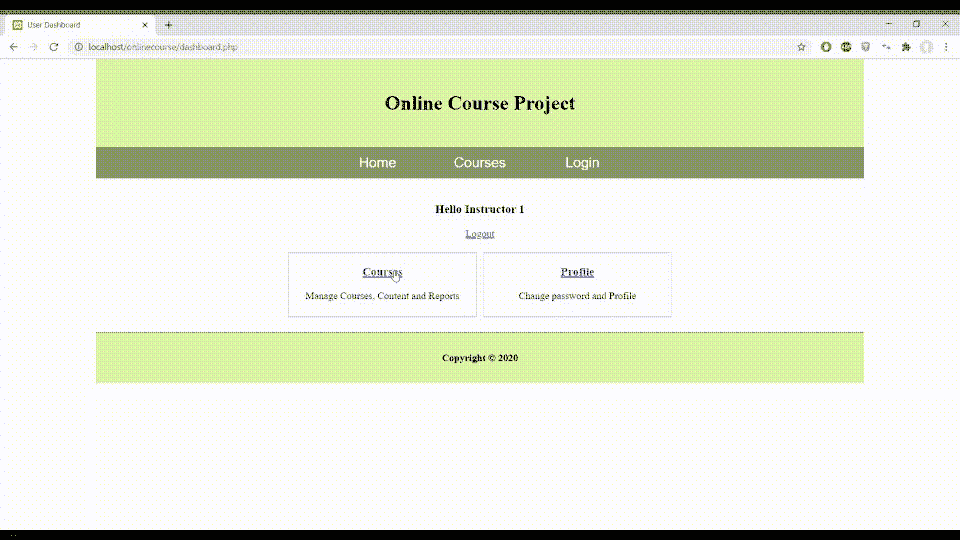 User Dashboard
localhost/onlinecourse/dashboard.php
Online Course Project
Home Courses Login
Hello Instructor 1
Logout
Courses Profile
Manage Courses, Content and Reports Change password and Profile
Copyright © 2020